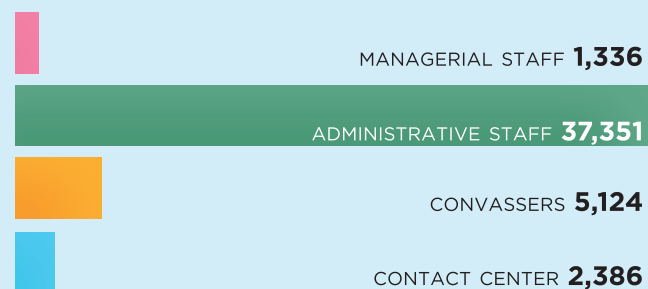 MANAGERIAL STAFF 1,336
ADMINISTRATIVE STAFF 37,351
CONVASSERS 5,124
CONTACT CENTER 2,386